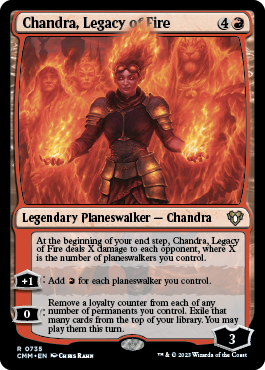 Chandra, Legacy of Fire 4
Legendary Planeswalker — Chandra
At the beginning of your end step, Chandra, Legacy
of Fire deals X damage to each opponent, where X
is the number of planeswalkers you control.
+1: Add for each planeswalker you control.
0: Remove a loyalty counter from each of any
number of permanents you control. Exile that
many cards from the top of your library. You may
play them this turn.
3
R 0735
CMM • EN Chris Rahn
™ & © 2023 Wizards of the Coast